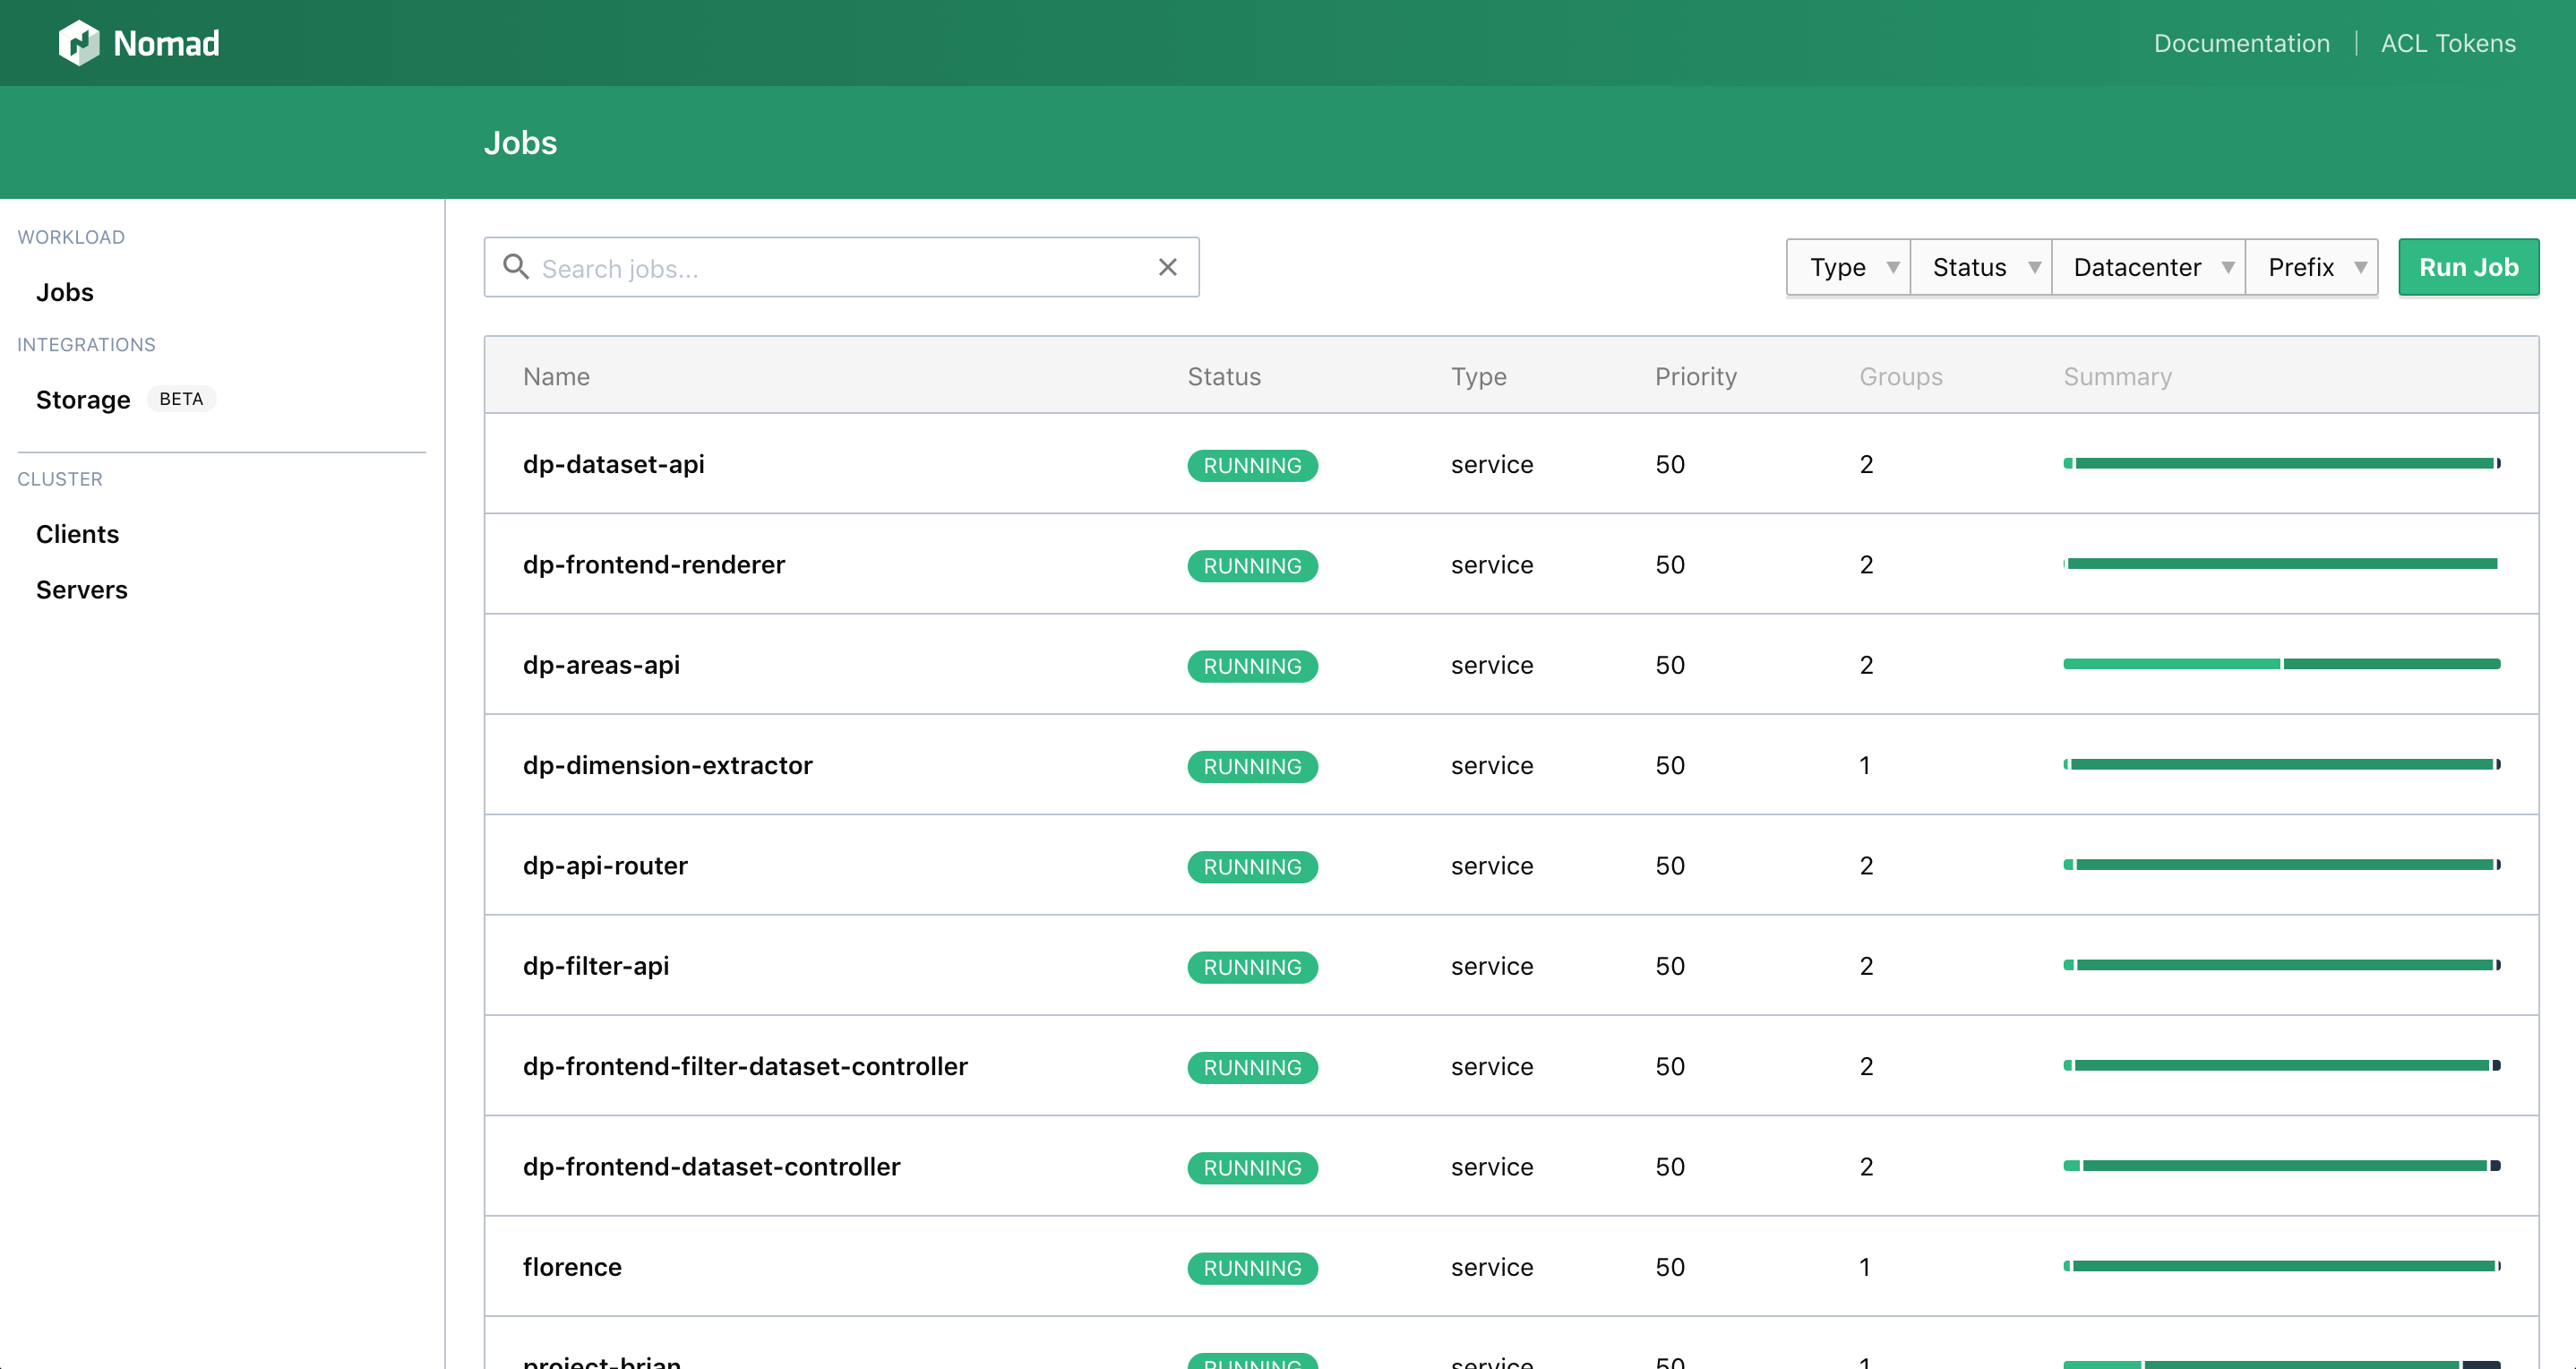 Nomad
Documentation | ACL Tokens
Jobs
WORKLOAD
Jobs
INTEGRATIONS
Storage BETA
CLUSTER
Clients
Servers
Search jobs...
Type Status Datacenter Prefix Run Job
Name Status Type Priority Groups Summary
dp-dataset-api RUNNING service 50 2
dp-frontend-renderer RUNNING service 50 2
dp-areas-api RUNNING service 50 2
dp-dimension-extractor RUNNING service 50 1
dp-api-router RUNNING service 50 2
dp-filter-api RUNNING service 50 2
dp-frontend-filter-dataset-controller RUNNING service 50 2
dp-frontend-dataset-controller RUNNING service 50 2
florence RUNNING service 50 1
project-brian RUNNING service 50 1